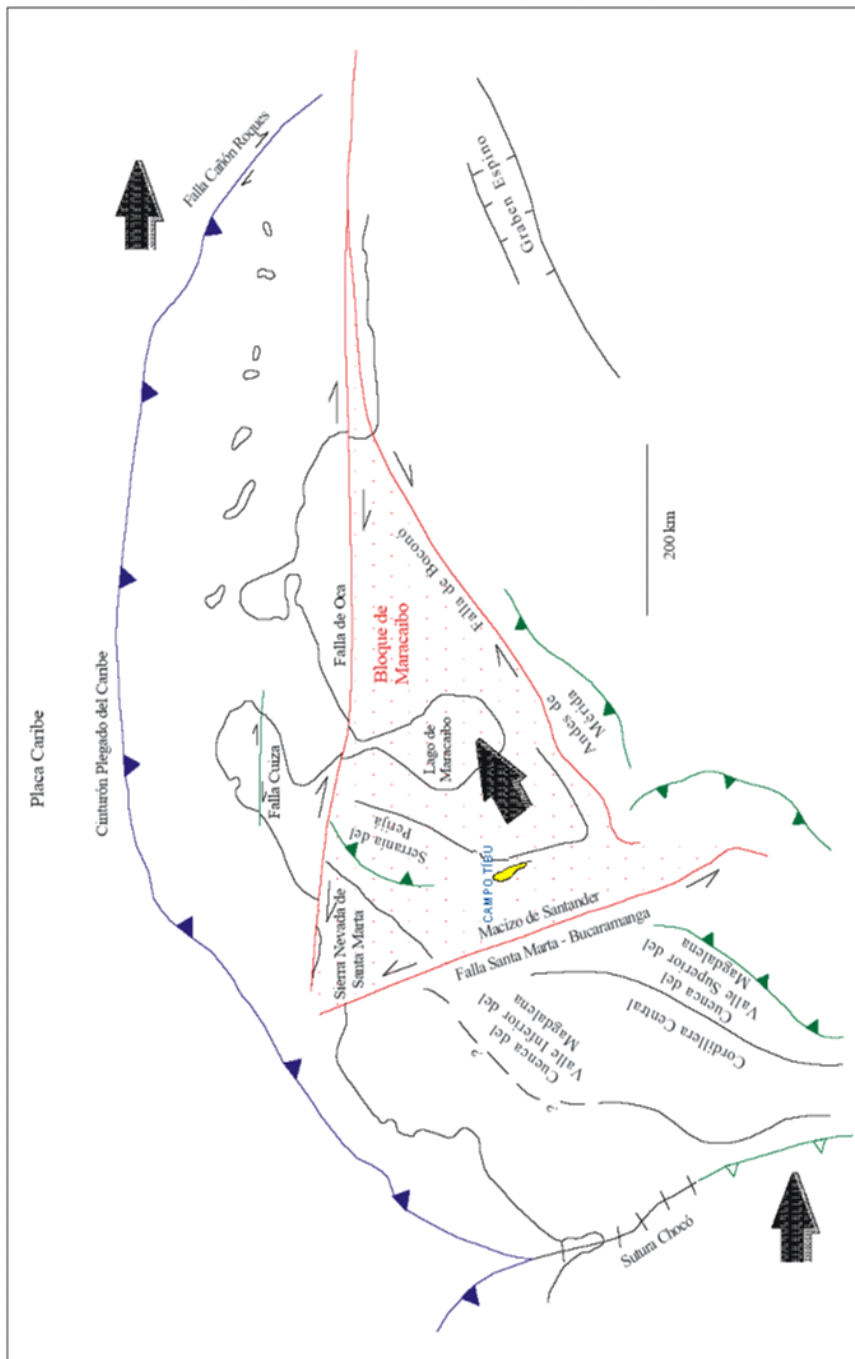 Placa Caribe
Cinturón Plegado del Caribe
Falla Cañón Roques
Graben Espino
Falla Cuiza
Falla de Oca
Bloque de
Maracaibo
Falla de Boconó
200 km
Lago de
Maracaibo
Andes de
Mérida
Serranía del
Perijá
CAMPO TIBU
Sierra Nevada de
Santa Marta
Macizo de Santander
Falla Santa Marta - Bucaramanga
Cuenca del
Valle Inferior del
Magdalena
?
?
Cuenca del
Valle Superior del
Magdalena
Cordillera Central
Sutura Chocó